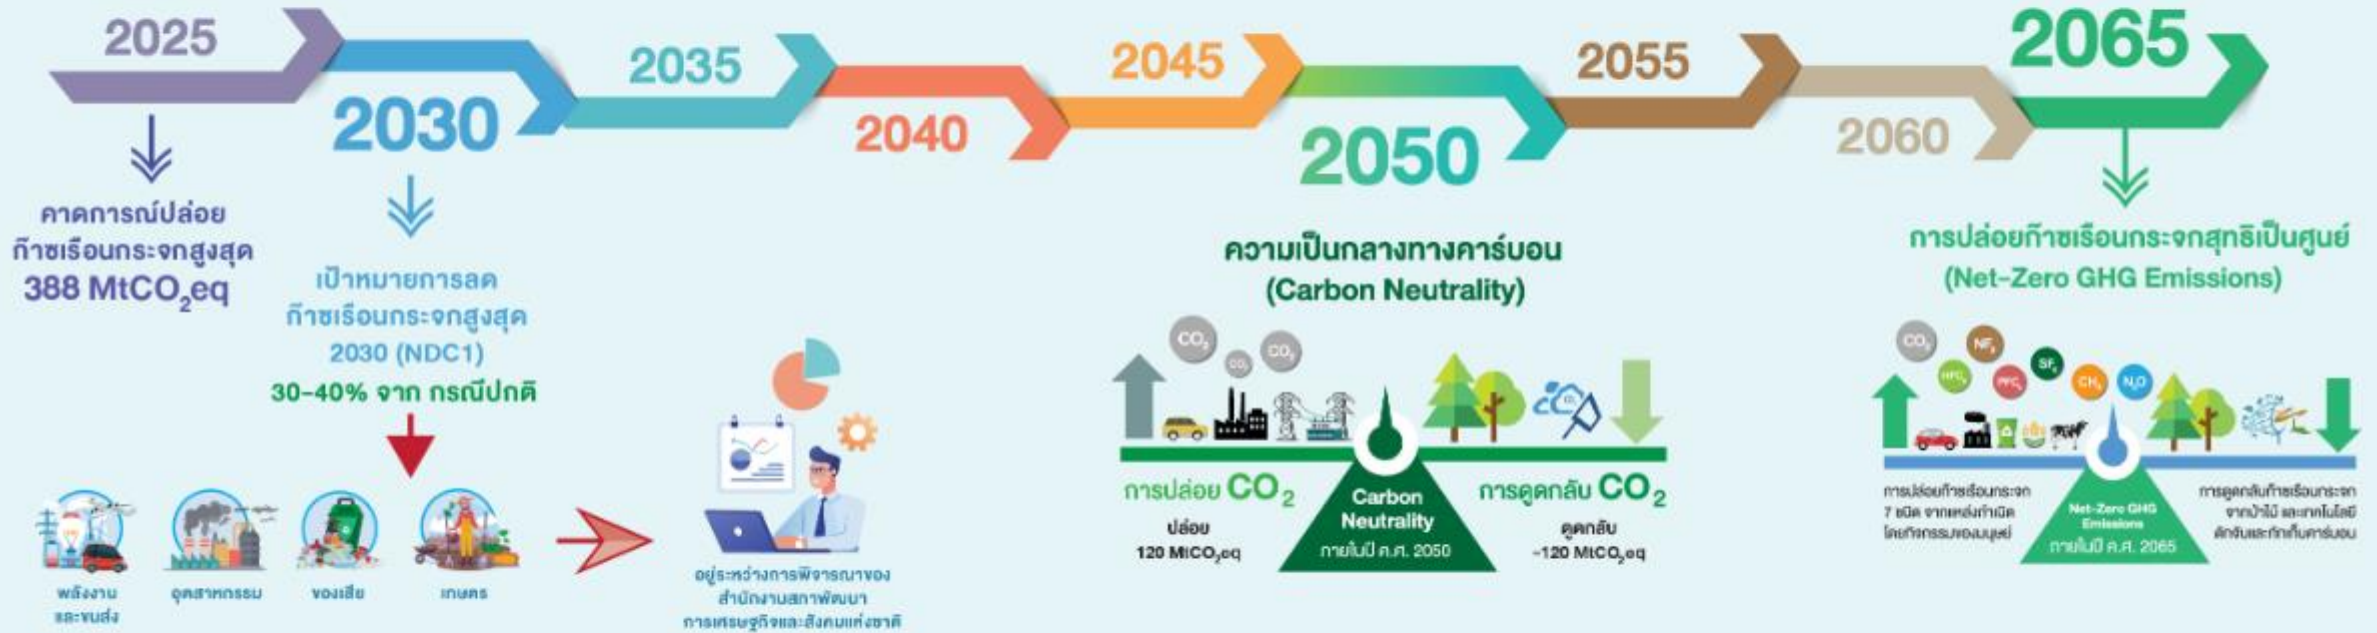 2025
2030
2035
2040
2045
2050
2055
2060
2065
คาดการณ์ปล่อย
ก๊าซเรือนกระจกสูงสุด
388 MtCO₂eq
เป้าหมายการลด
ก๊าซเรือนกระจกสูงสุด
2030 (NDC1)
30-40% จาก กรณีปกติ
พลังงาน
และขนส่ง
อุตสาหกรรม
ของเสีย
เกษตร
อยู่ระหว่างการพิจารณาของ
สำนักงานสภาพัฒนา
การเศรษฐกิจและสังคมแห่งชาติ
ความเป็นกลางทางคาร์บอน
(Carbon Neutrality)
CO₂
CO₂
CO₂
CO₂
การปล่อย CO₂
ปล่อย
120 MtCO₂eq
Carbon
Neutrality
ภายในปี ค.ศ. 2050
การดูดกลับ CO₂
ดูดกลับ
-120 MtCO₂eq
การปล่อยก๊าซเรือนกระจกสุทธิเป็นศูนย์
(Net-Zero GHG Emissions)
CO₂
NF₃
SF₆
HFCs
PFCs
CH₄
N₂O
การปล่อยก๊าซเรือนกระจก
7 ชนิด จากแหล่งกำเนิด
โดยกิจกรรมของมนุษย์
Net-Zero GHG
Emissions
ภายในปี ค.ศ. 2065
การดูดกลับก๊าซเรือนกระจก
จากป่าไม้ และเทคโนโลยี
ดักจับและกักเก็บคาร์บอน